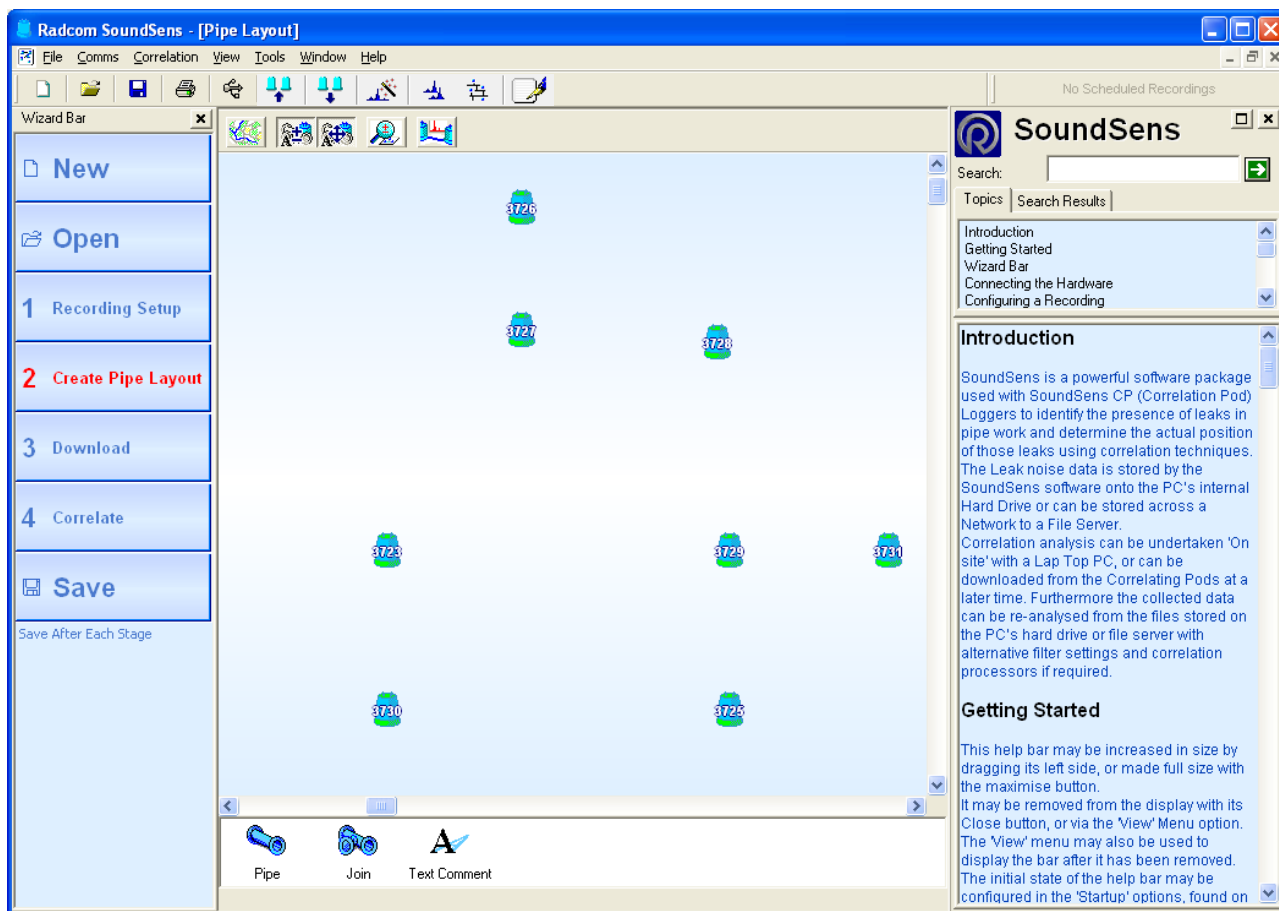 Radcom SoundSens - [Pipe Layout]
File Comms Correlation View Tools Window Help
No Scheduled Recordings
Wizard Bar
New
Open
1 Recording Setup
2 Create Pipe Layout
3 Download
4 Correlate
Save
Save After Each Stage
3726
3727
3728
3723
3729
3731
3730
3725
Pipe
Join
A
Text Comment
SoundSens
Search:
Topics
Search Results
Introduction
Getting Started
Wizard Bar
Connecting the Hardware
Configuring a Recording
Introduction
SoundSens is a powerful software package
used with SoundSens CP (Correlation Pod)
Loggers to identify the presence of leaks in
pipe work and determine the actual position
of those leaks using correlation techniques.
The Leak noise data is stored by the
SoundSens software onto the PC's internal
Hard Drive or can be stored across a
Network to a File Server.
Correlation analysis can be undertaken 'On
site' with a Lap Top PC, or can be
downloaded from the Correlating Pods at a
later time. Furthermore the collected data
can be re-analysed from the files stored on
the PC's hard drive or file server with
alternative filter settings and correlation
processors if required.
Getting Started
This help bar may be increased in size by
dragging its left side, or made full size with
the maximise button.
It may be removed from the display with its
Close button, or via the 'View' Menu option.
The 'View' menu may also be used to
display the bar after it has been removed.
The initial state of the help bar may be
configured in the 'Startup' options, found on